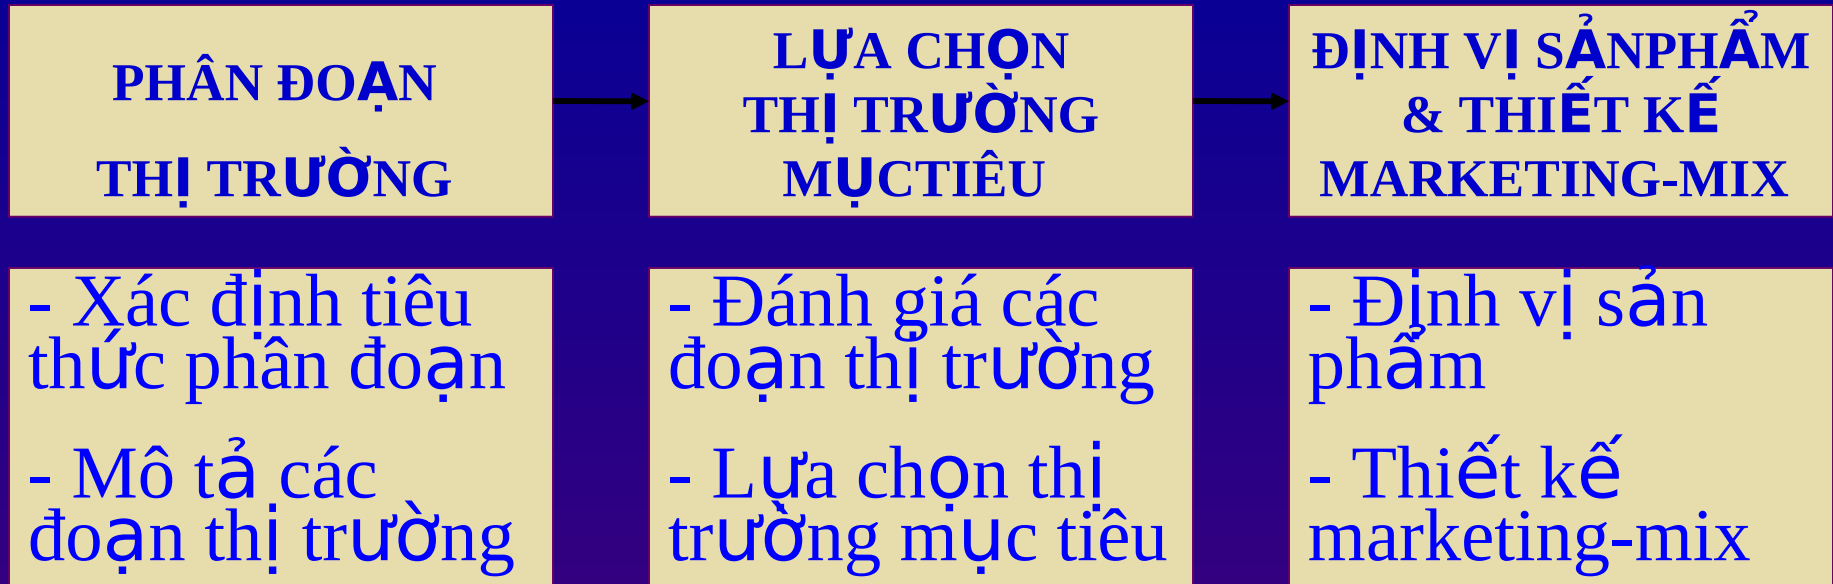 PHÂN ĐOẠN
THỊ TRƯỜNG
LỰA CHỌN
THỊ TRƯỜNG
MỤCTIÊU
ĐỊNH VỊ SẢNPHẨM
& THIẾT KẾ
MARKETING-MIX
- Xác định tiêu
thức phân đoạn
- Mô tả các
đoạn thị trường
- Đánh giá các
đoạn thị trường
- Lựa chọn thị
trường mục tiêu
- Định vị sản
phẩm
- Thiết kế
marketing-mix